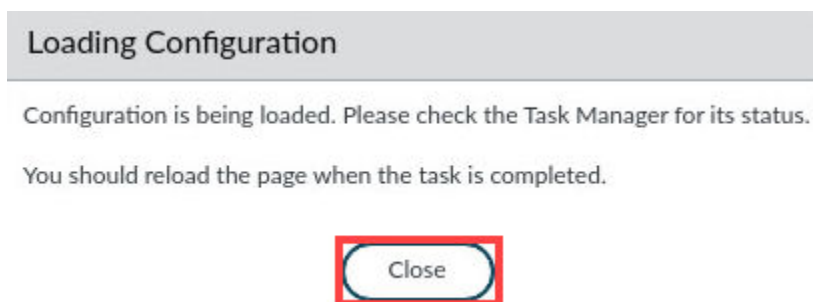 Loading Configuration
Configuration is being loaded. Please check the Task Manager for its status.
You should reload the page when the task is completed.
Close